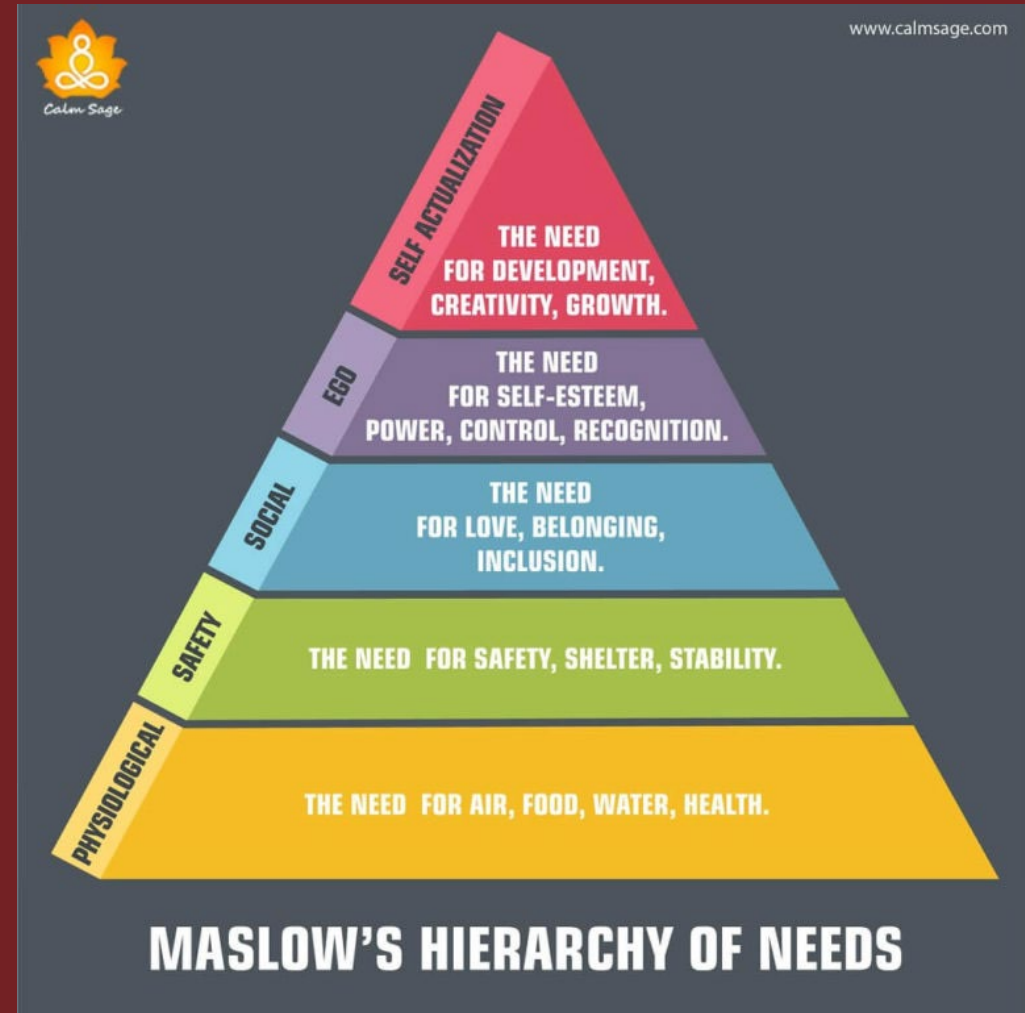 www.calmsage.com
Calm Sage
SELF ACTUALIZATION
THE NEED
FOR DEVELOPMENT,
CREATIVITY, GROWTH.
EGO
THE NEED
FOR SELF-ESTEEM,
POWER, CONTROL, RECOGNITION.
SOCIAL
THE NEED
FOR LOVE, BELONGING,
INCLUSION.
SAFETY
THE NEED FOR SAFETY, SHELTER, STABILITY.
PHYSIOLOGICAL
THE NEED FOR AIR, FOOD, WATER, HEALTH.
MASLOW'S HIERARCHY OF NEEDS